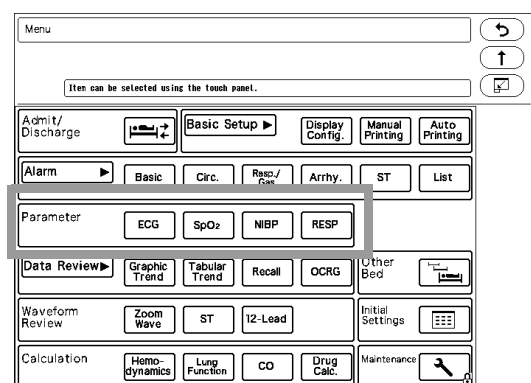 Menu
Item can be selected using the touch panel.
Admit/
Discharge
Basic Setup ▶
Display
Config.
Manual
Printing
Auto
Printing
Alarm ▶
Basic
Circ.
Resp./
Gas
Arrhy.
ST
List
Parameter
ECG
SpO₂
NIBP
RESP
Data Review▶
Graphic
Trend
Tabular
Trend
Recall
OCRG
Other
Bed
Waveform
Review
Zoom
Wave
ST
12-Lead
Initial
Settings
Calculation
Hemo-
dynamics
Lung
Function
CO
Drug
Calc.
Maintenance